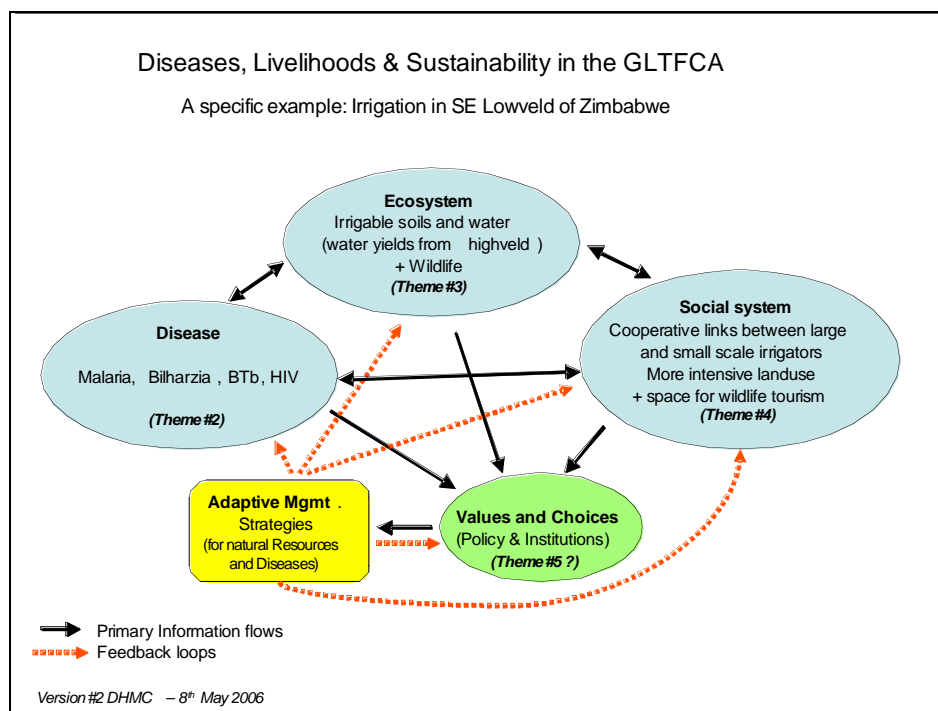 Diseases, Livelihoods & Sustainability in the GLTFCA
A specific example: Irrigation in SE Lowveld of Zimbabwe
Ecosystem
Irrigable soils and water
(water yields from highveld )
+ Wildlife
(Theme #3)
Disease
Malaria, Bilharzia , BTb, HIV
(Theme #2)
Social system
Cooperative links between large
and small scale irrigators
More intensive landuse
+ space for wildlife tourism
(Theme #4)
Adaptive Mgmt .
Strategies
(for natural Resources
and Diseases)
Values and Choices
(Policy & Institutions)
(Theme #5 ?)
Primary Information flows
Feedback loops
Version #2 DHMC – 8th May 2006